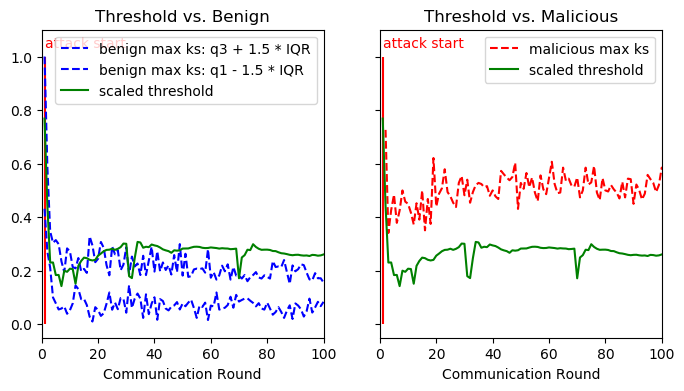 Threshold vs. Benign
attack start
benign max ks: q3 + 1.5 * IQR
benign max ks: q1 - 1.5 * IQR
scaled threshold
1.0
0.8
0.6
0.4
0.2
0.0
0
20
40
60
80
100
Communication Round
Threshold vs. Malicious
attack start
malicious max ks
scaled threshold
0
20
40
60
80
100
Communication Round